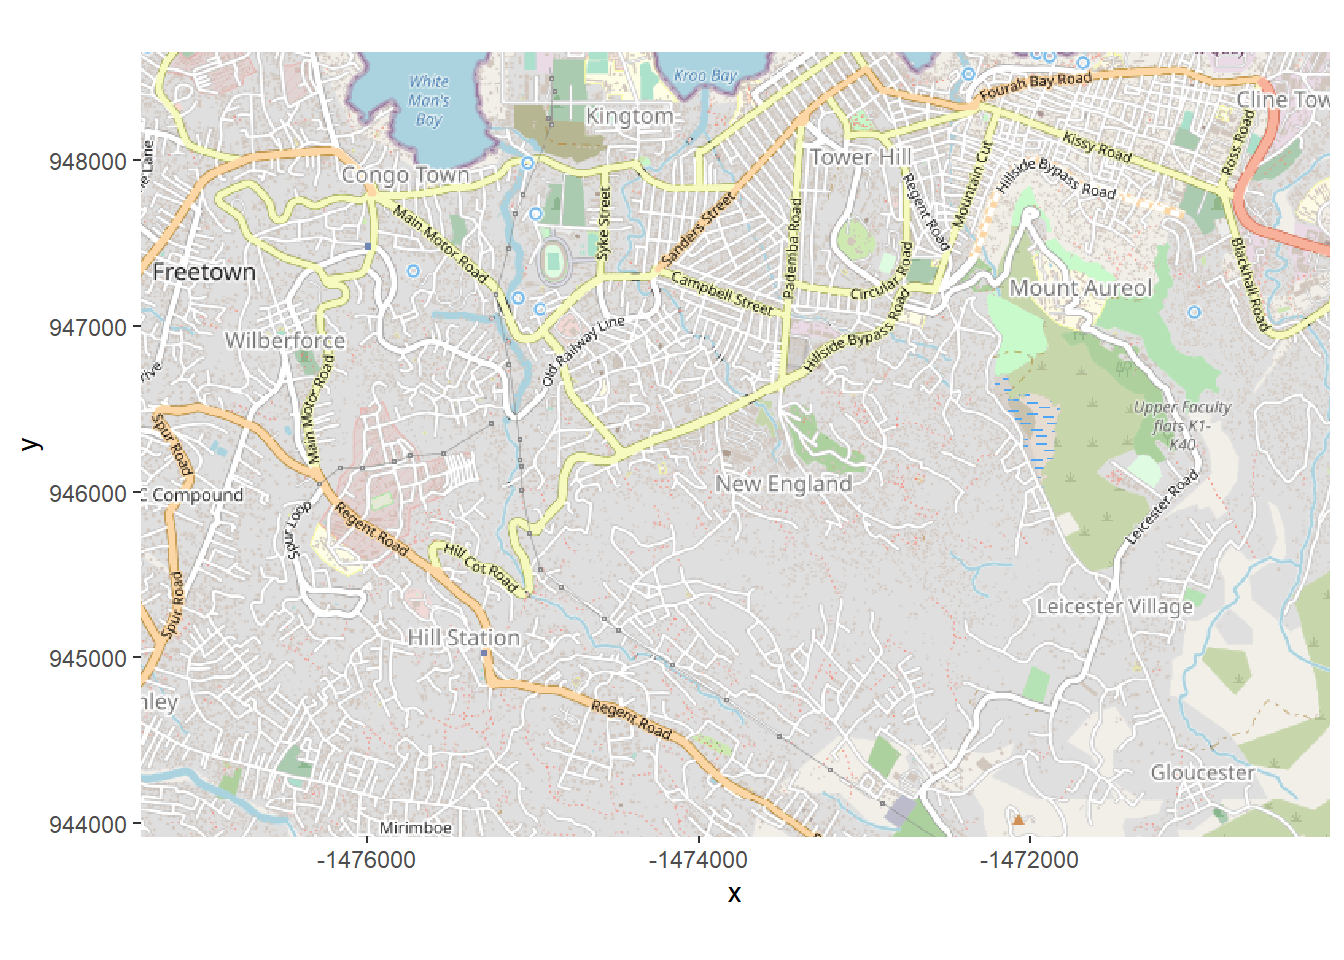 White
Man's
Bay
Kroo Bay
Kingtom
Fourah Bay Road
Cline Tow
Kissy Road
Ross Road
Tower Hill
Hillside Bypass Road
Mountain Cut
Regent Road
Congo Town
Main Motor Road
Syke Street
Sanders Street
Pademba Road
Circular Road
Blackhall Road
Freetown
Campbell Street
Mount Aureol
Wilberforce
Old Railway Line
Hillside Bypass Road
Main Motor Road
Upper Faculty
flats K1-
K40
Spur Road
New England
Compound
Leicester Road
Spur Loop
Regent Road
Hill Cot Road
Spur Road
Leicester Village
Hill Station
nley
Regent Road
Gloucester
Mirimboe
948000
947000
946000
945000
944000
y
-1476000
-1474000
-1472000
x